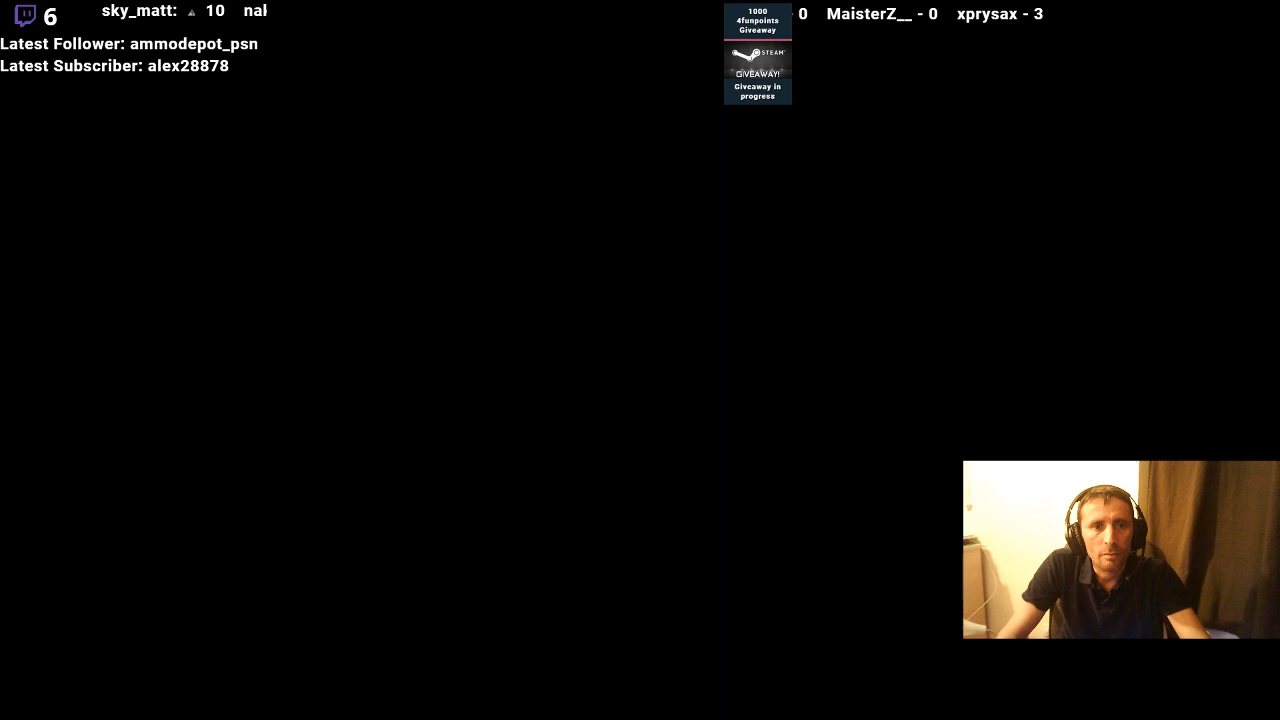 6
sky_matt: 10
Latest Follower: ammodepot_psn
Latest Subscriber: alex28878
1000
4funpoints
Giveaway
STEAM
GIVEAWAY!
Giveaway in
progress
- 0 MaisterZ__ - 0 xprysax - 3